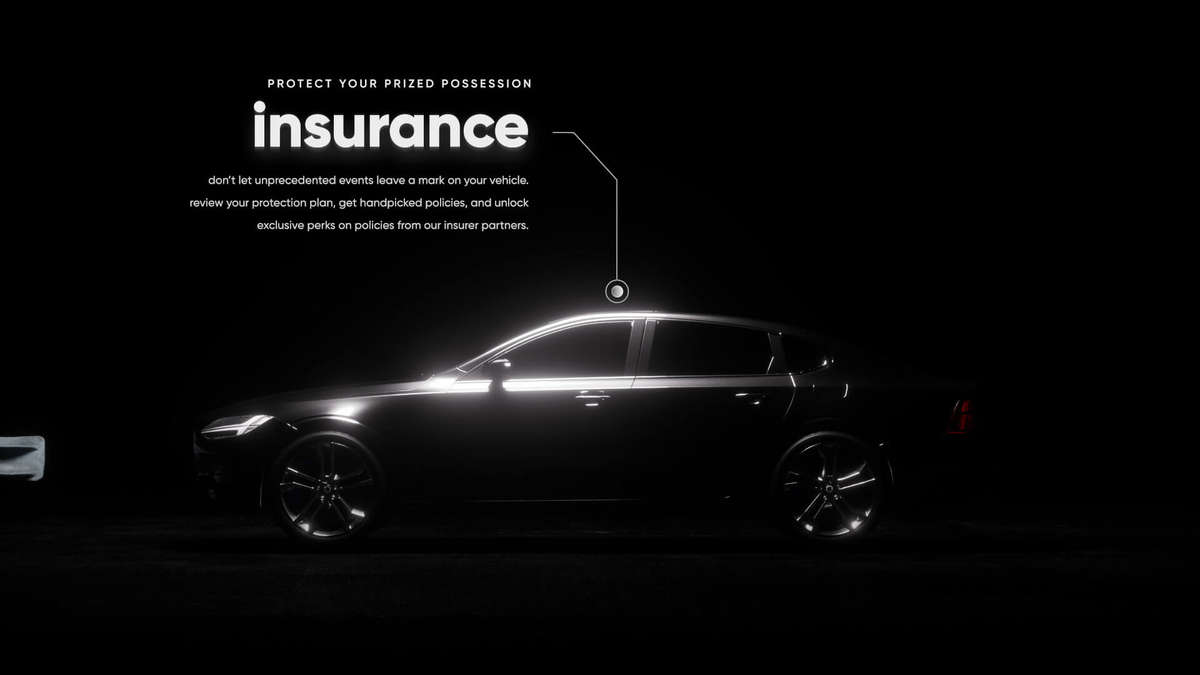 PROTECT YOUR PRIZED POSSESSION
insurance
don't let unprecedented events leave a mark on your vehicle.
review your protection plan, get handpicked policies, and unlock
exclusive perks on policies from our insurer partners.